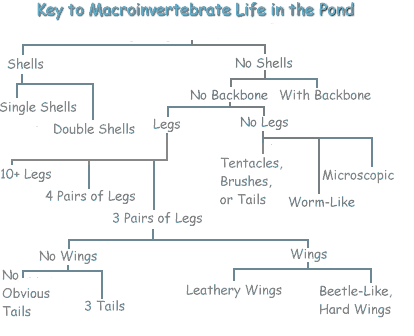 Key to Macroinvertebrate Life in the Pond
Shells
No Shells
Single Shells
Double Shells
No Backbone
With Backbone
Legs
No Legs
10+ Legs
4 Pairs of Legs
3 Pairs of Legs
Tentacles,
Brushes,
or Tails
Worm-Like
Microscopic
No Wings
Wings
No
Obvious
Tails
3 Tails
Leathery Wings
Beetle-Like,
Hard Wings